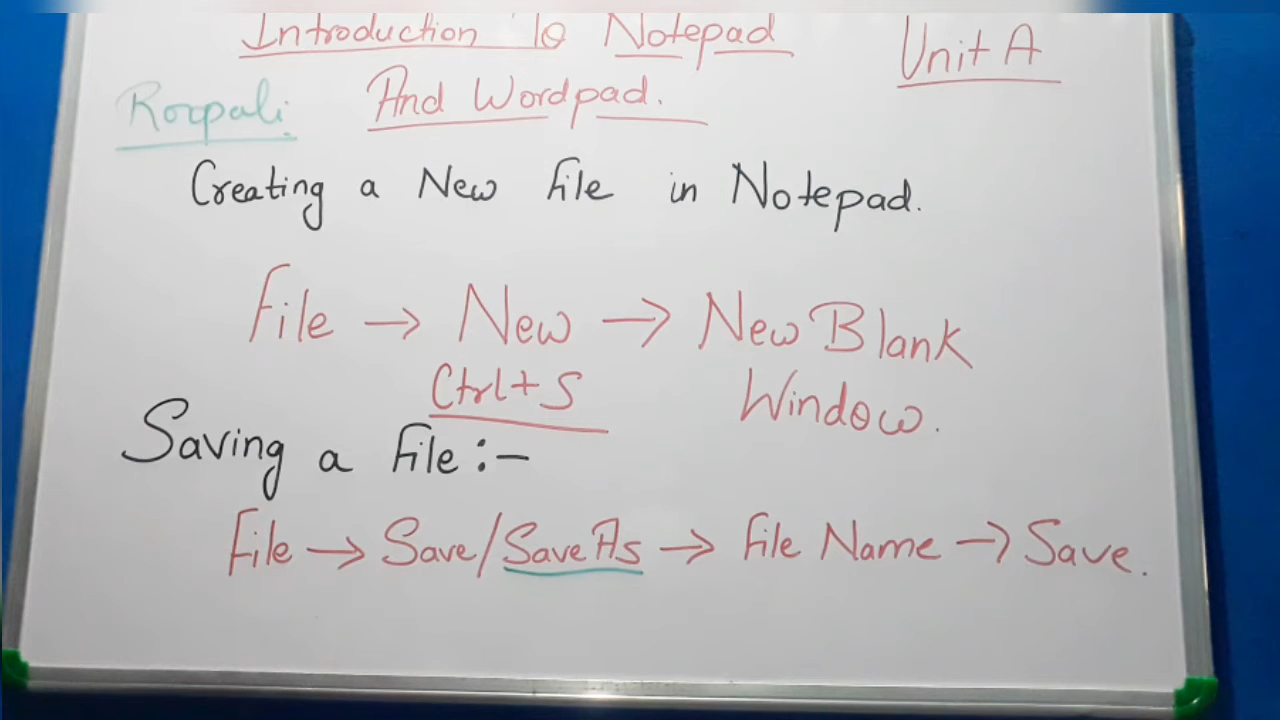 Introduction To Notepad
Unit A
And Wordpad.
Roopali.
Creating a New File in Notepad.
File → New → New Blank
Ctrl+S
Window.
Saving a File:-
File → Save/Save As → File Name → Save.